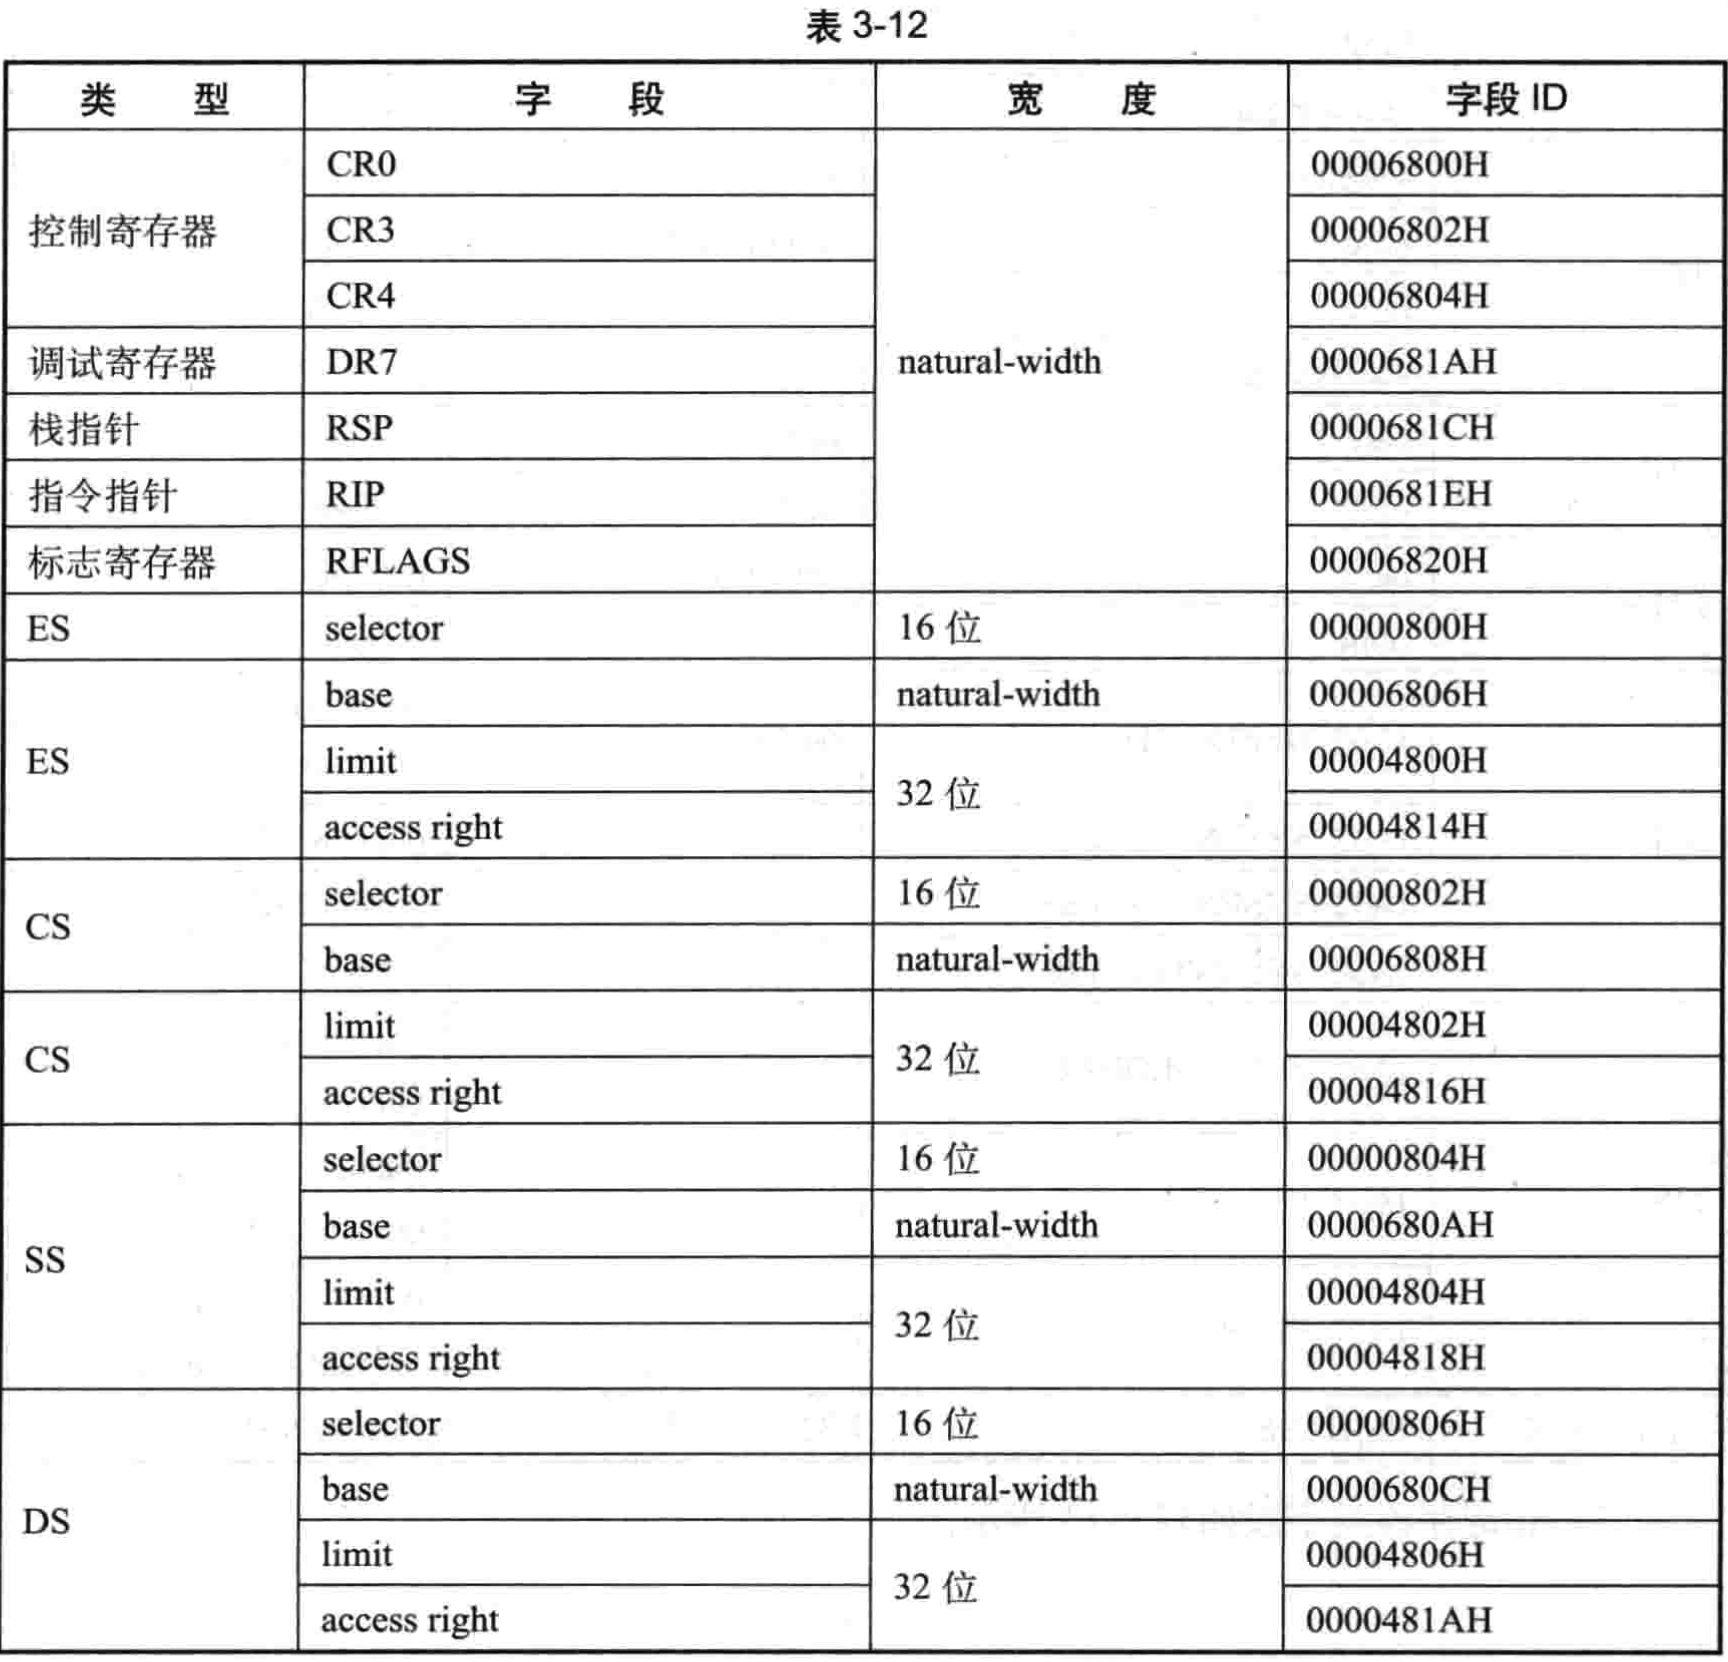 表 3-12
类 型 字 段 宽 度 字段 ID
控制寄存器 CR0 natural-width 00006800H
CR3 00006802H
CR4 00006804H
调试寄存器 DR7 0000681AH
栈指针 RSP 0000681CH
指令指针 RIP 0000681EH
标志寄存器 RFLAGS 00006820H
ES selector 16 位 00000800H
ES base natural-width 00006806H
limit 32 位 00004800H
access right 00004814H
CS selector 16 位 00000802H
base natural-width 00006808H
CS limit 32 位 00004802H
access right 00004816H
SS selector 16 位 00000804H
base natural-width 0000680AH
limit 32 位 00004804H
access right 00004818H
DS selector 16 位 00000806H
base natural-width 0000680CH
limit 32 位 00004806H
access right 0000481AH